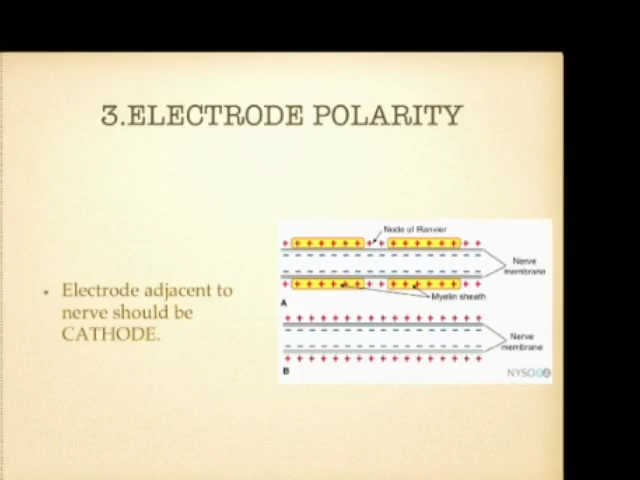 3.ELECTRODE POLARITY
Electrode adjacent to
nerve should be
CATHODE.
Node of Ranvier
Nerve
membrane
Myelin sheath
A
Nerve
membrane
B
NYSORA